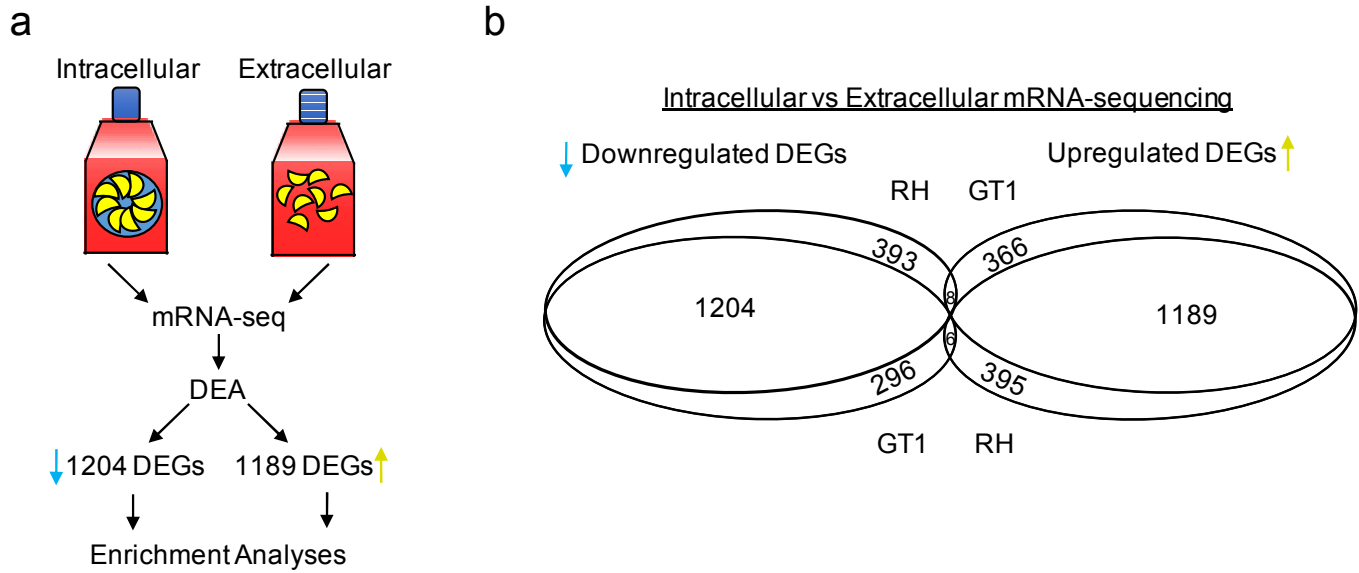 a
Intracellular Extracellular
mRNA-seq
DEA
1204 DEGs 1189 DEGs
Enrichment Analyses
b
Intracellular vs Extracellular mRNA-sequencing
Downregulated DEGs Upregulated DEGs
RH GT1
393 366
8
1204 1189
6
296 395
GT1 RH